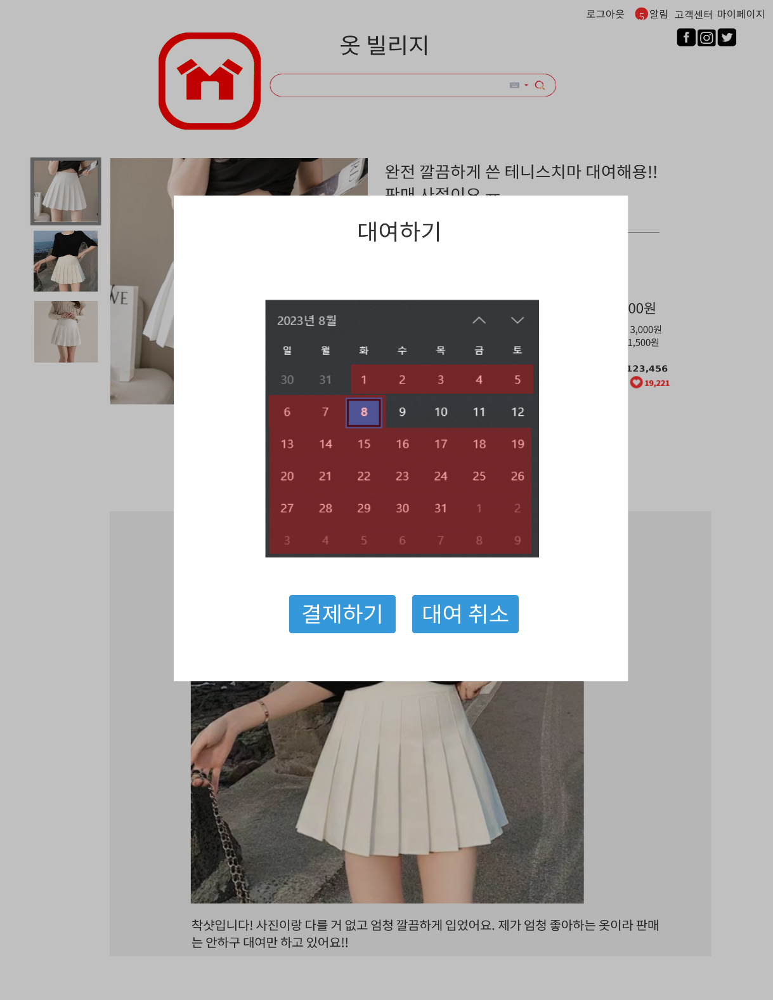 로그아웃 5 알림 고객센터 마이페이지
옷 빌리지
완전 깔끔하게 쓴 테니스치마 대여해용!!
판매 사절이요 ㅡ
대여하기
00원
3,000원
1,500원
123,456
19,221
2023년 8월
일 월 화 수 목 금 토
30 31 1 2 3 4 5
6 7 8 9 10 11 12
13 14 15 16 17 18 19
20 21 22 23 24 25 26
27 28 29 30 31 1 2
3 4 5 6 7 8 9
결제하기 대여 취소
착샷입니다! 사진이랑 다를 거 없고 엄청 깔끔하게 입었어요. 제가 엄청 좋아하는 옷이라 판매
는 안하구 대여만 하고 있어요!!